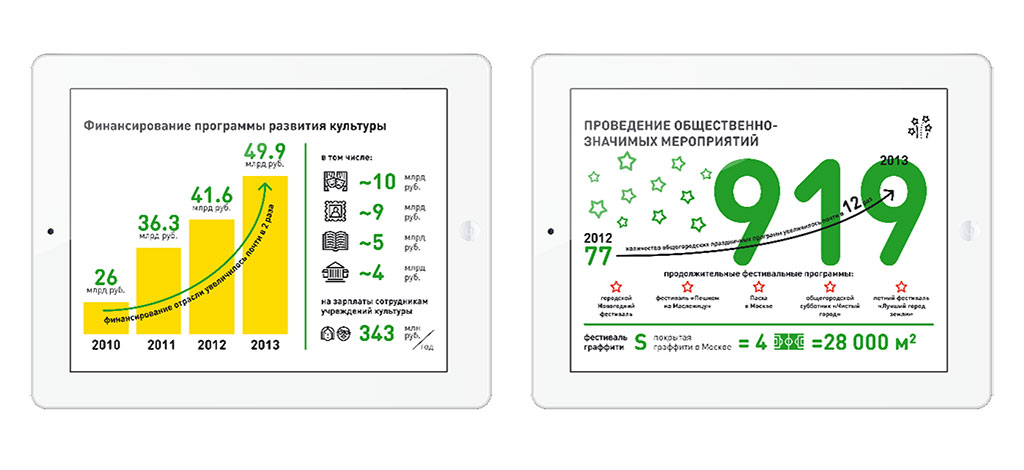 Финансирование программы развития культуры
49.9
млрд руб.
41.6
млрд руб.
36.3
млрд руб.
26
млрд руб.
финансирование отрасли увеличилось почти в 2 раза
2010 2011 2012 2013
в том числе:
~10 млрд
руб.
~9 млрд
руб.
~5 млрд
руб.
~4 млрд
руб.
на зарплаты сотрудникам
учреждений культуры
343 млн
руб./год
ПРОВЕДЕНИЕ ОБЩЕСТВЕННО-
ЗНАЧИМЫХ МЕРОПРИЯТИЙ
2013
919
2012
77
количество общегородских праздничных программ увеличилось почти в 12 раз
продолжительные фестивальные программы:
городской
Новогодний
фестиваль
фестиваль «Пешком
на Масленицу»
Пасха
в Москве
общегородской
субботник «Чистый
город»
летний фестиваль
«Лучший город
земли»
фестиваль
граффити
S покрытая
граффити в Москве = 4 =28 000 м²